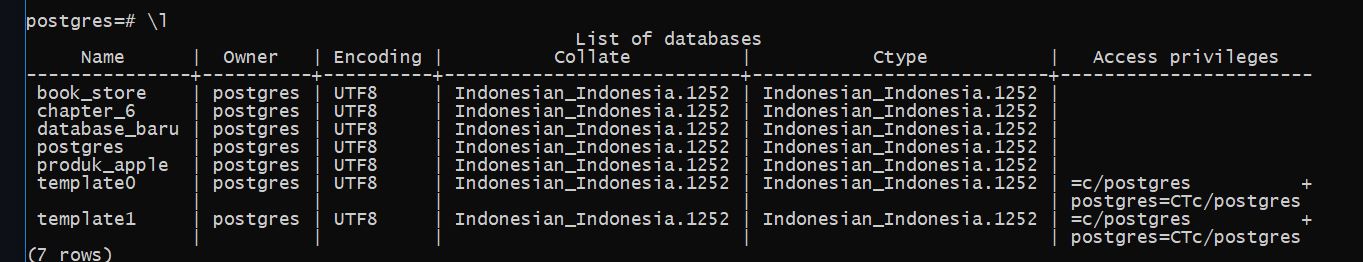 postgres=# \l
                                                 List of databases
     Name      |  Owner   | Encoding |          Collate          |           Ctype           |   Access privileges
---------------+----------+----------+---------------------------+---------------------------+-----------------------
 book_store    | postgres | UTF8     | Indonesian_Indonesia.1252 | Indonesian_Indonesia.1252 |
 chapter_6     | postgres | UTF8     | Indonesian_Indonesia.1252 | Indonesian_Indonesia.1252 |
 database_baru | postgres | UTF8     | Indonesian_Indonesia.1252 | Indonesian_Indonesia.1252 |
 postgres      | postgres | UTF8     | Indonesian_Indonesia.1252 | Indonesian_Indonesia.1252 |
 produk_apple  | postgres | UTF8     | Indonesian_Indonesia.1252 | Indonesian_Indonesia.1252 |
 template0     | postgres | UTF8     | Indonesian_Indonesia.1252 | Indonesian_Indonesia.1252 | =c/postgres          +
               |          |          |                           |                           | postgres=CTc/postgres
 template1     | postgres | UTF8     | Indonesian_Indonesia.1252 | Indonesian_Indonesia.1252 | =c/postgres          +
               |          |          |                           |                           | postgres=CTc/postgres
(7 rows)